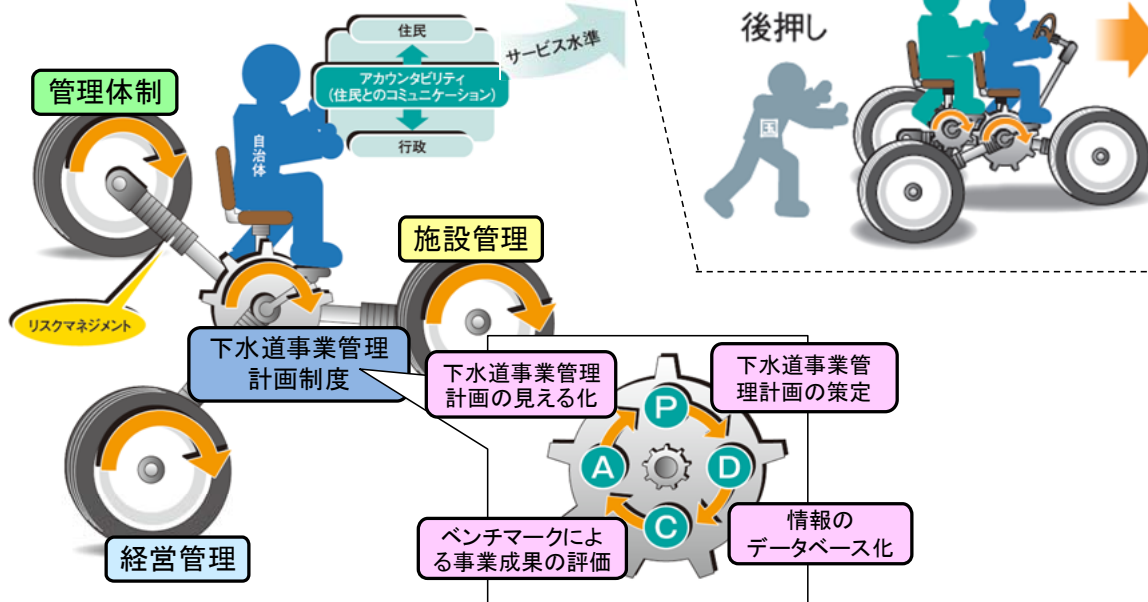 住民
アカウンタビリティ
(住民とのコミュニケーション)
行政
サービス水準
後押し
国
管理体制
自治体
施設管理
リスクマネジメント
下水道事業管理
計画制度
下水道事業管理
計画の見える化
下水道事業管
理計画の策定
P
A
D
C
ベンチマークによ
る事業成果の評価
情報の
データベース化
経営管理